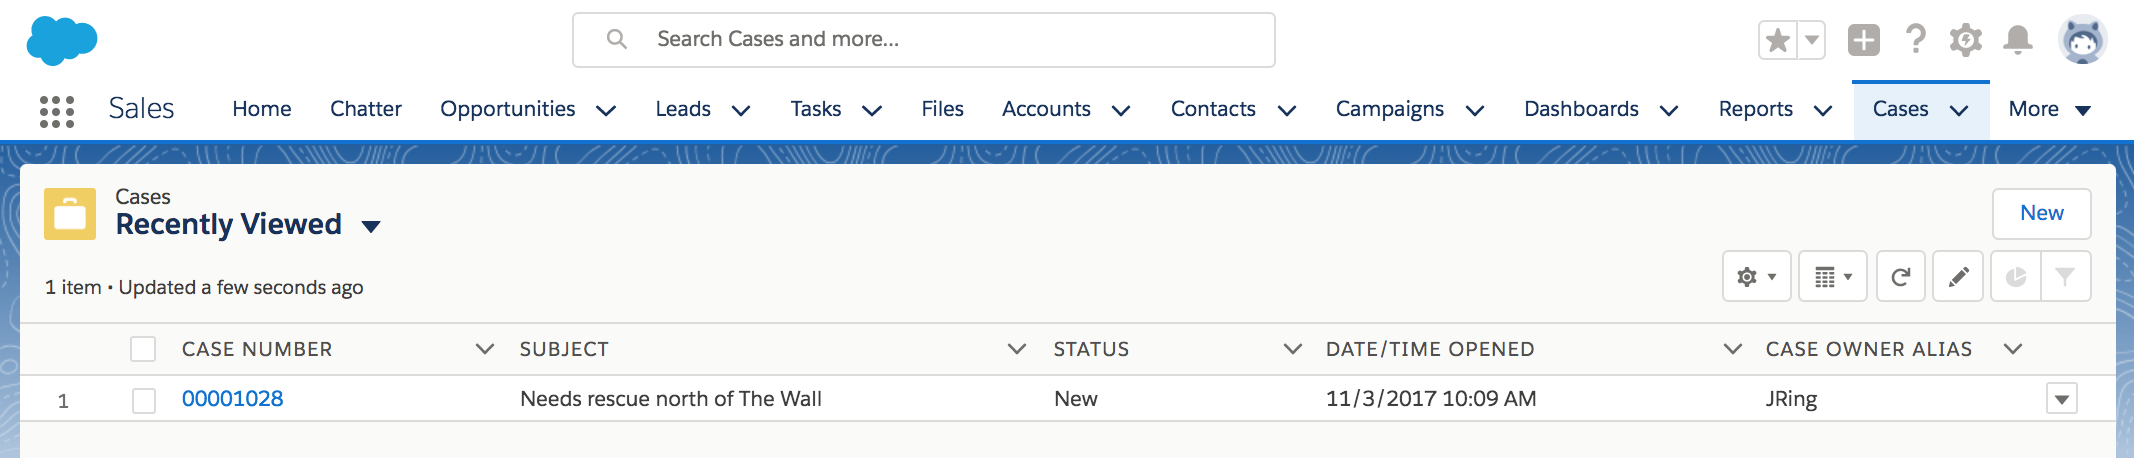 Search Cases and more...
Sales Home Chatter Opportunities Leads Tasks Files Accounts Contacts Campaigns Dashboards Reports Cases More
Cases
Recently Viewed
New
1 item • Updated a few seconds ago
CASE NUMBER SUBJECT STATUS DATE/TIME OPENED CASE OWNER ALIAS
1 00001028 Needs rescue north of The Wall New 11/3/2017 10:09 AM JRing